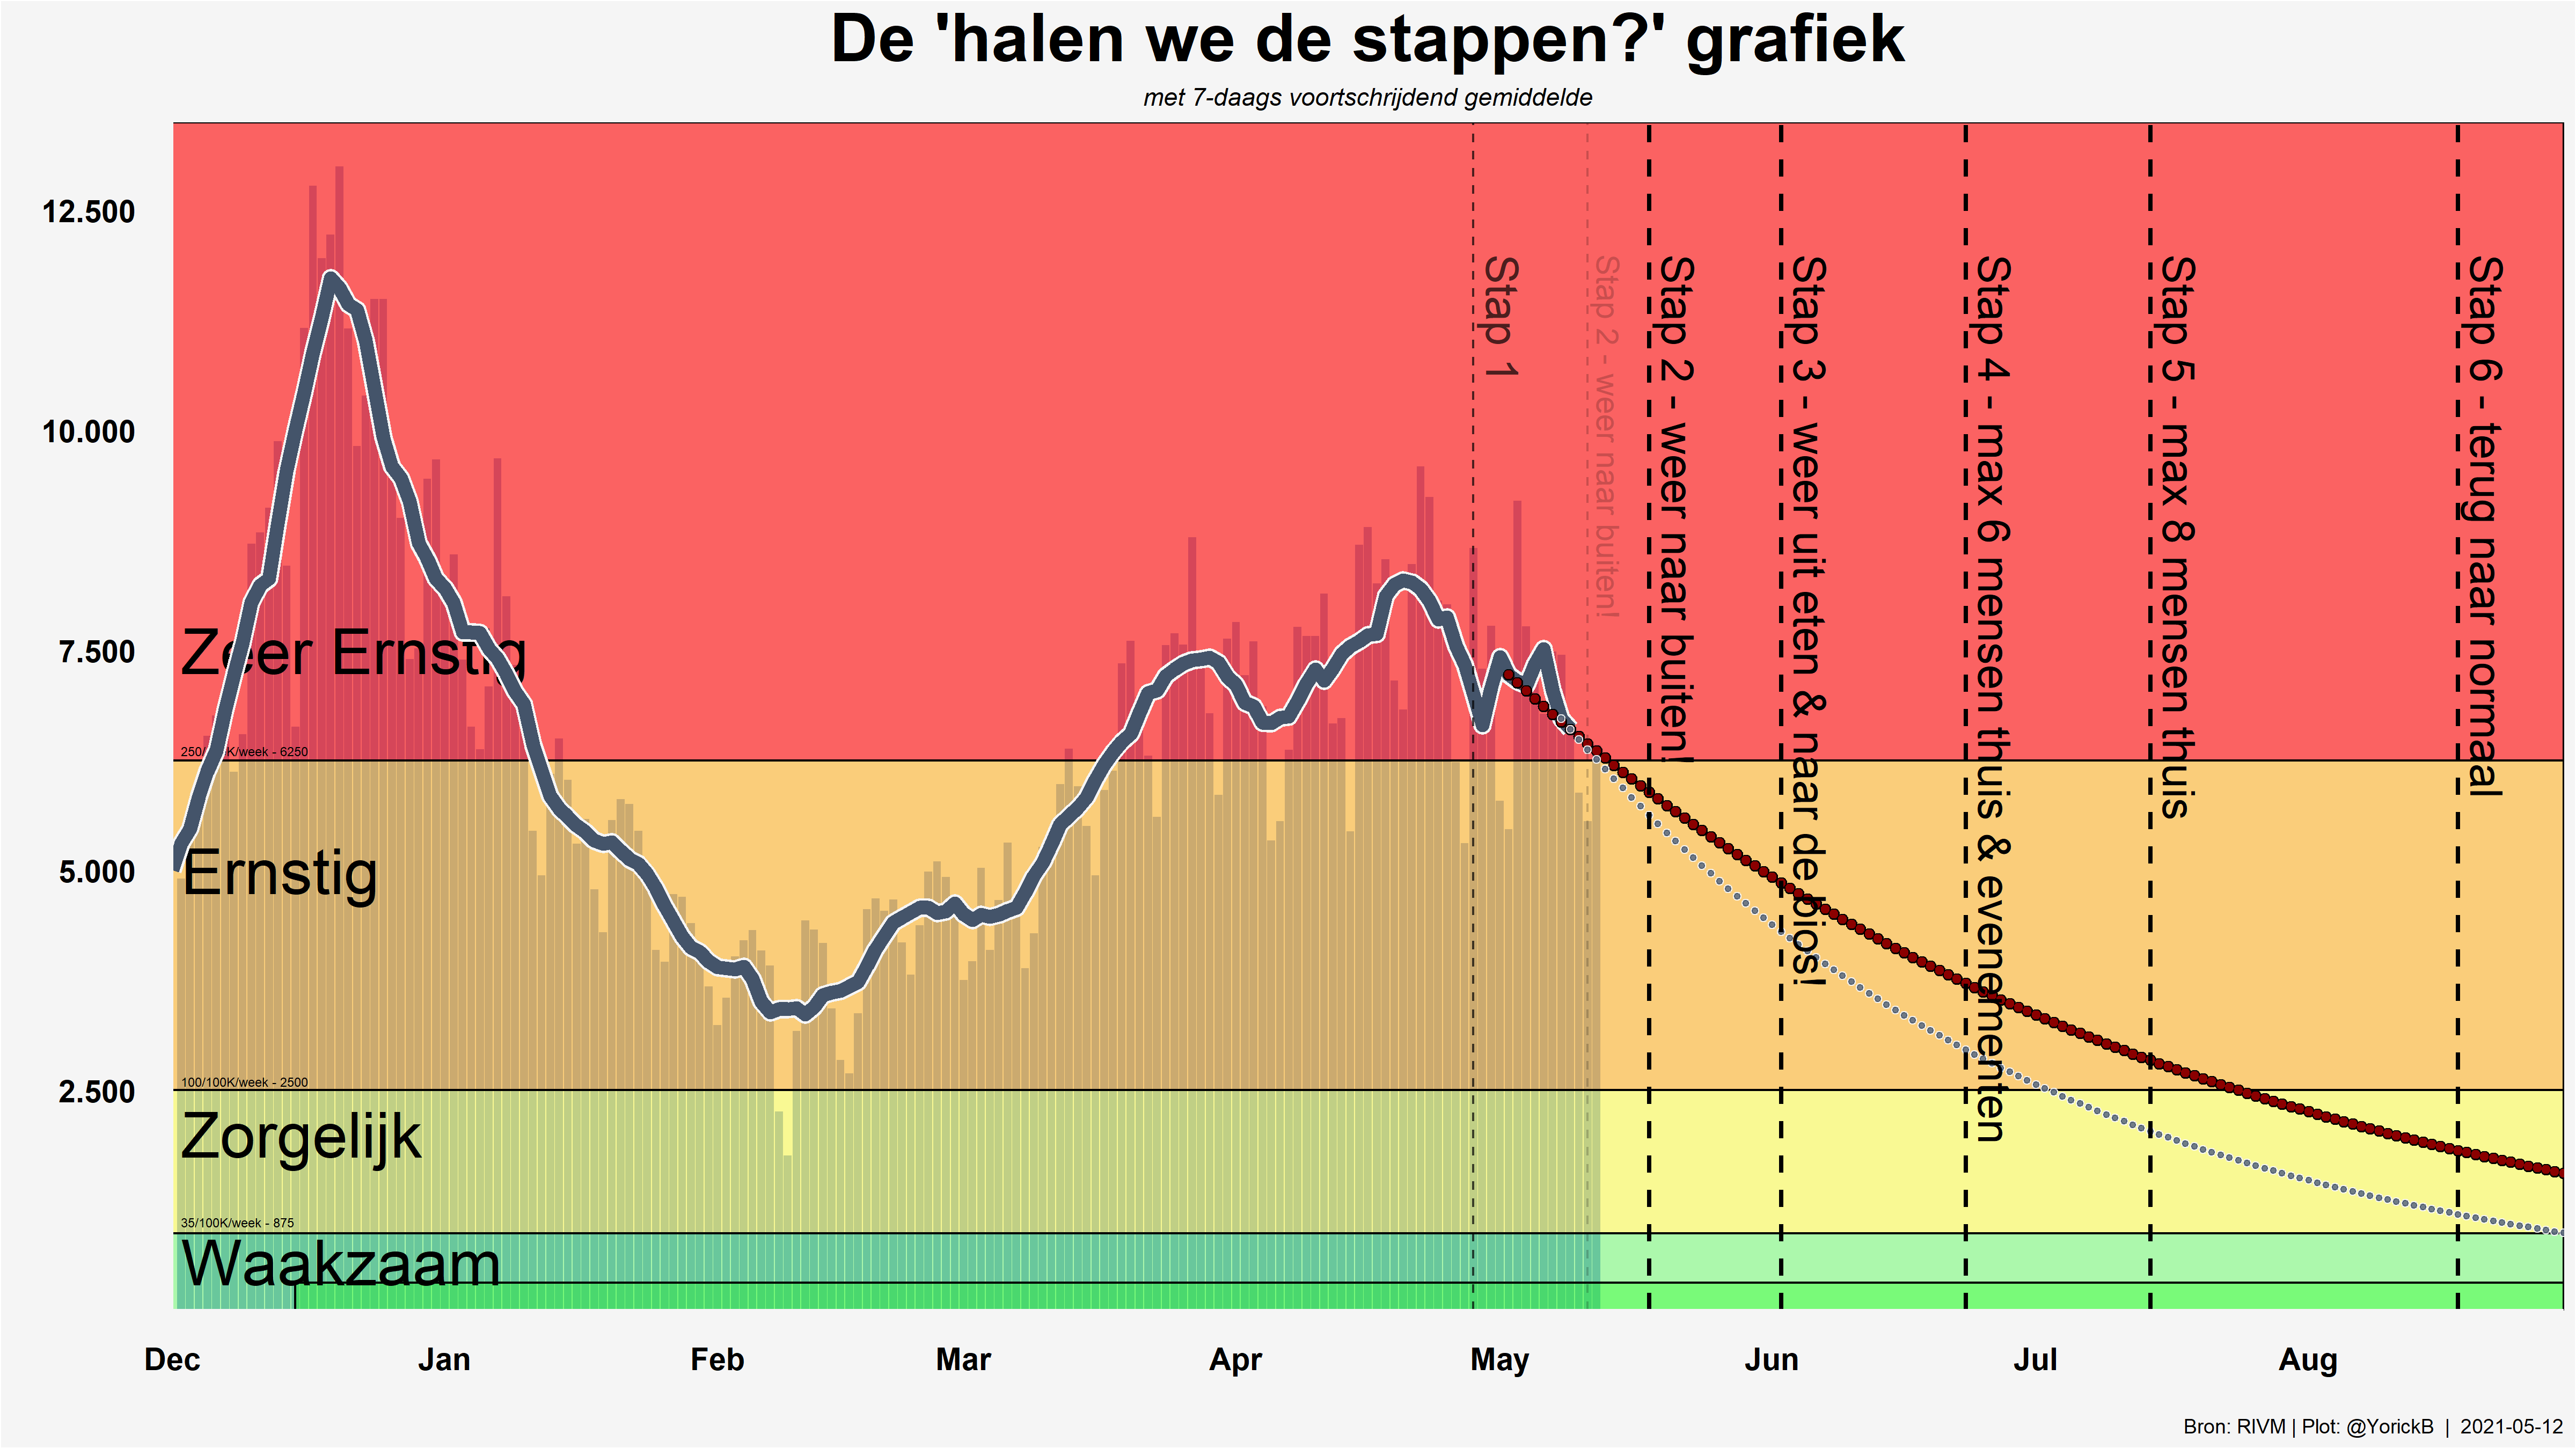 De 'halen we de stappen?' grafiek
met 7-daags voortschrijdend gemiddelde
12.500
10.000
7.500
5.000
2.500
Stap 1
Stap 2 - weer naar buiten!
Stap 2 - weer naar buiten!
Stap 3 - weer uit eten & naar de bios!
Stap 4 - max 6 mensen thuis & evenementen
Stap 5 - max 8 mensen thuis
Stap 6 - terug naar normaal
Zeer Ernstig
250/100K/week - 6250
Ernstig
100/100K/week - 2500
Zorgelijk
35/100K/week - 875
Waakzaam
Dec Jan Feb Mar Apr May Jun Jul Aug
Bron: RIVM | Plot: @YorickB | 2021-05-12